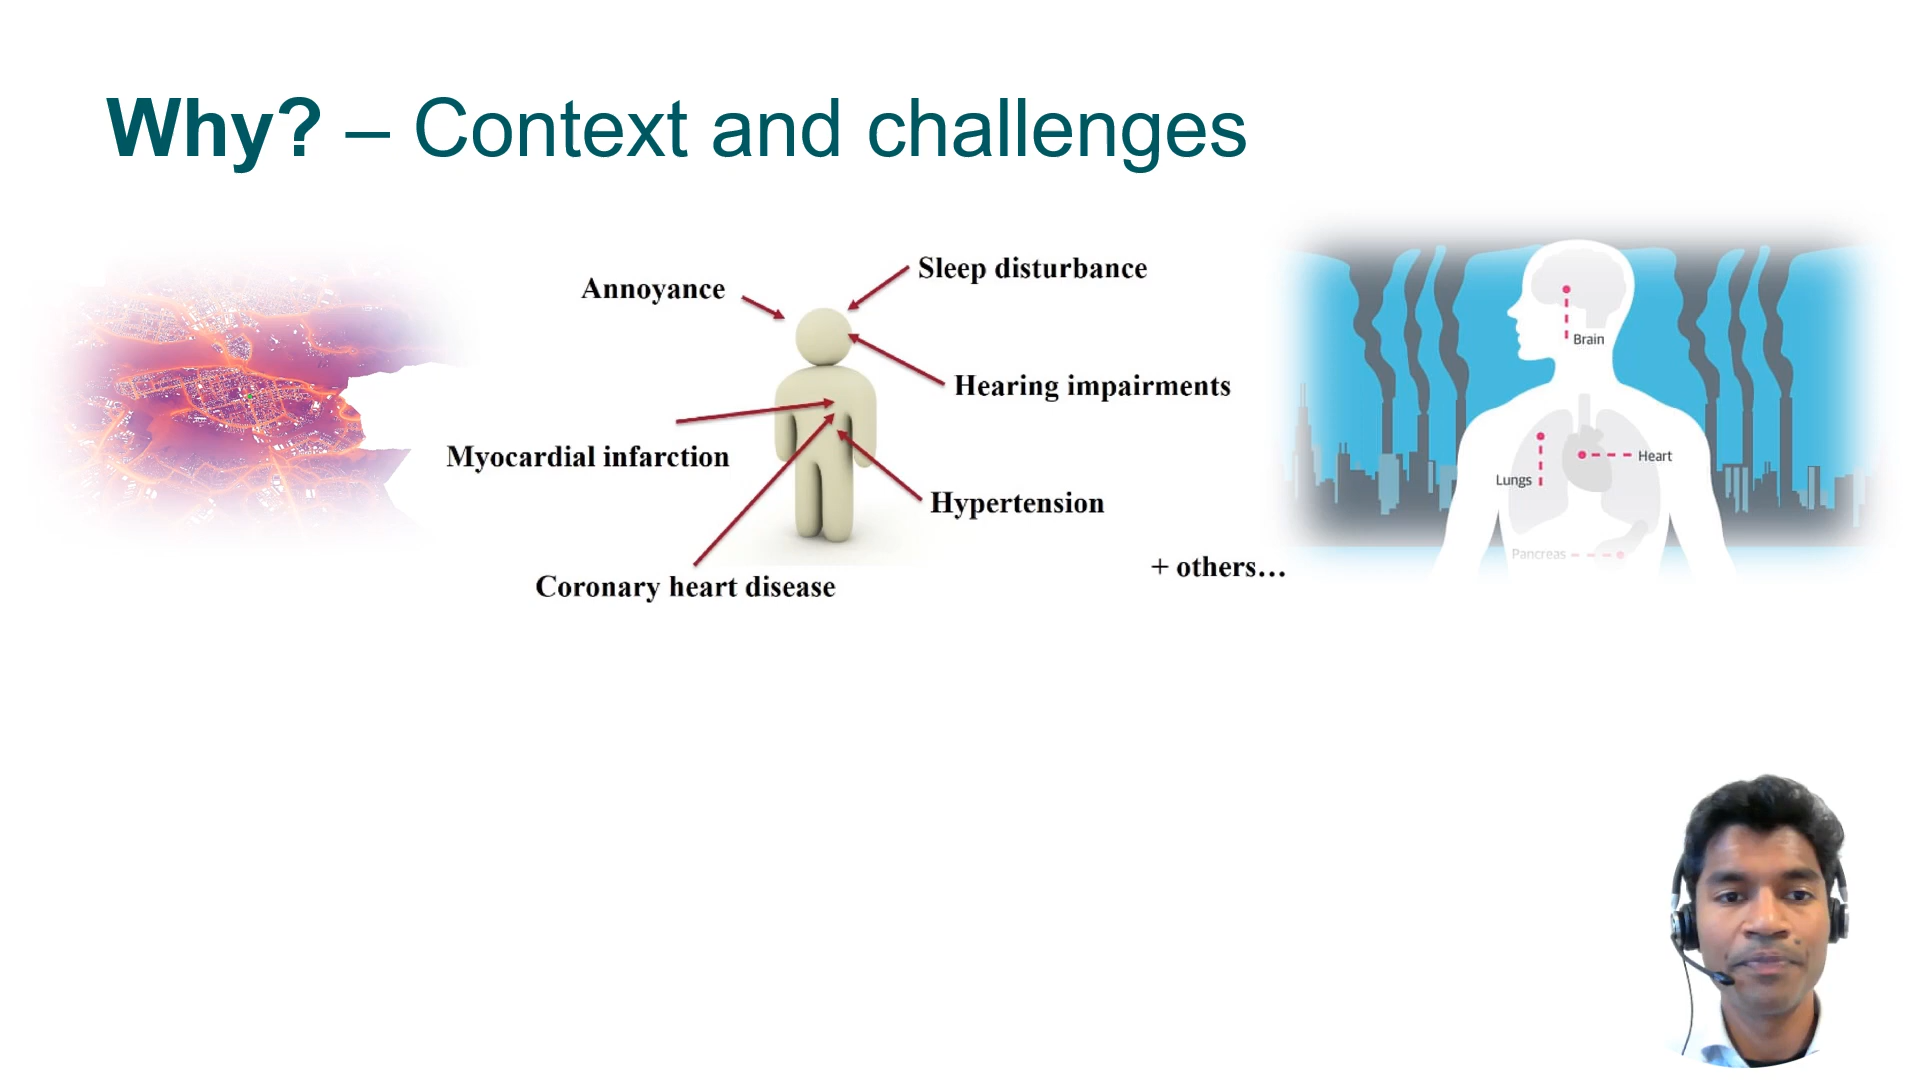 Why? – Context and challenges
Sleep disturbance
Annoyance
Hearing impairments
Myocardial infarction
Hypertension
+ others…
Coronary heart disease
Brain
Heart
Lungs
Pancreas